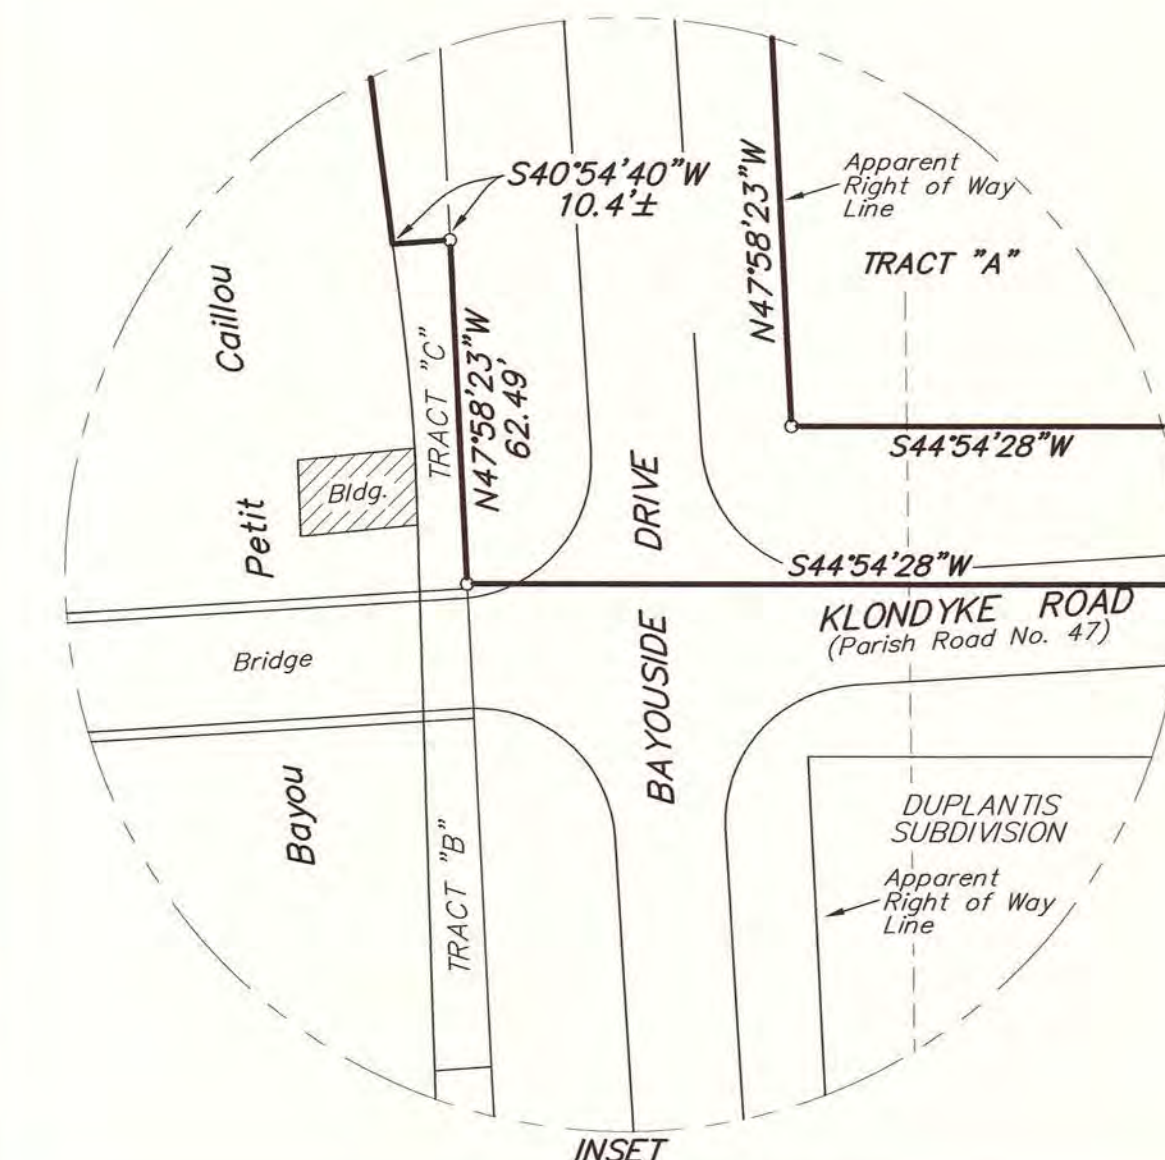 S40°54'40"W
10.4'±
Apparent
Right of Way
Line
N47°58'23"W
TRACT "A"
Caillou
TRACT "C"
N47°58'23"W
62.49'
S44°54'28"W
Bldg.
Petit
DRIVE
S44°54'28"W
KLONDYKE ROAD
(Parish Road No. 47)
Bridge
BAYOUSIDE
Bayou
TRACT "B"
DUPLANTIS
SUBDIVISION
Apparent
Right of Way
Line
INSET